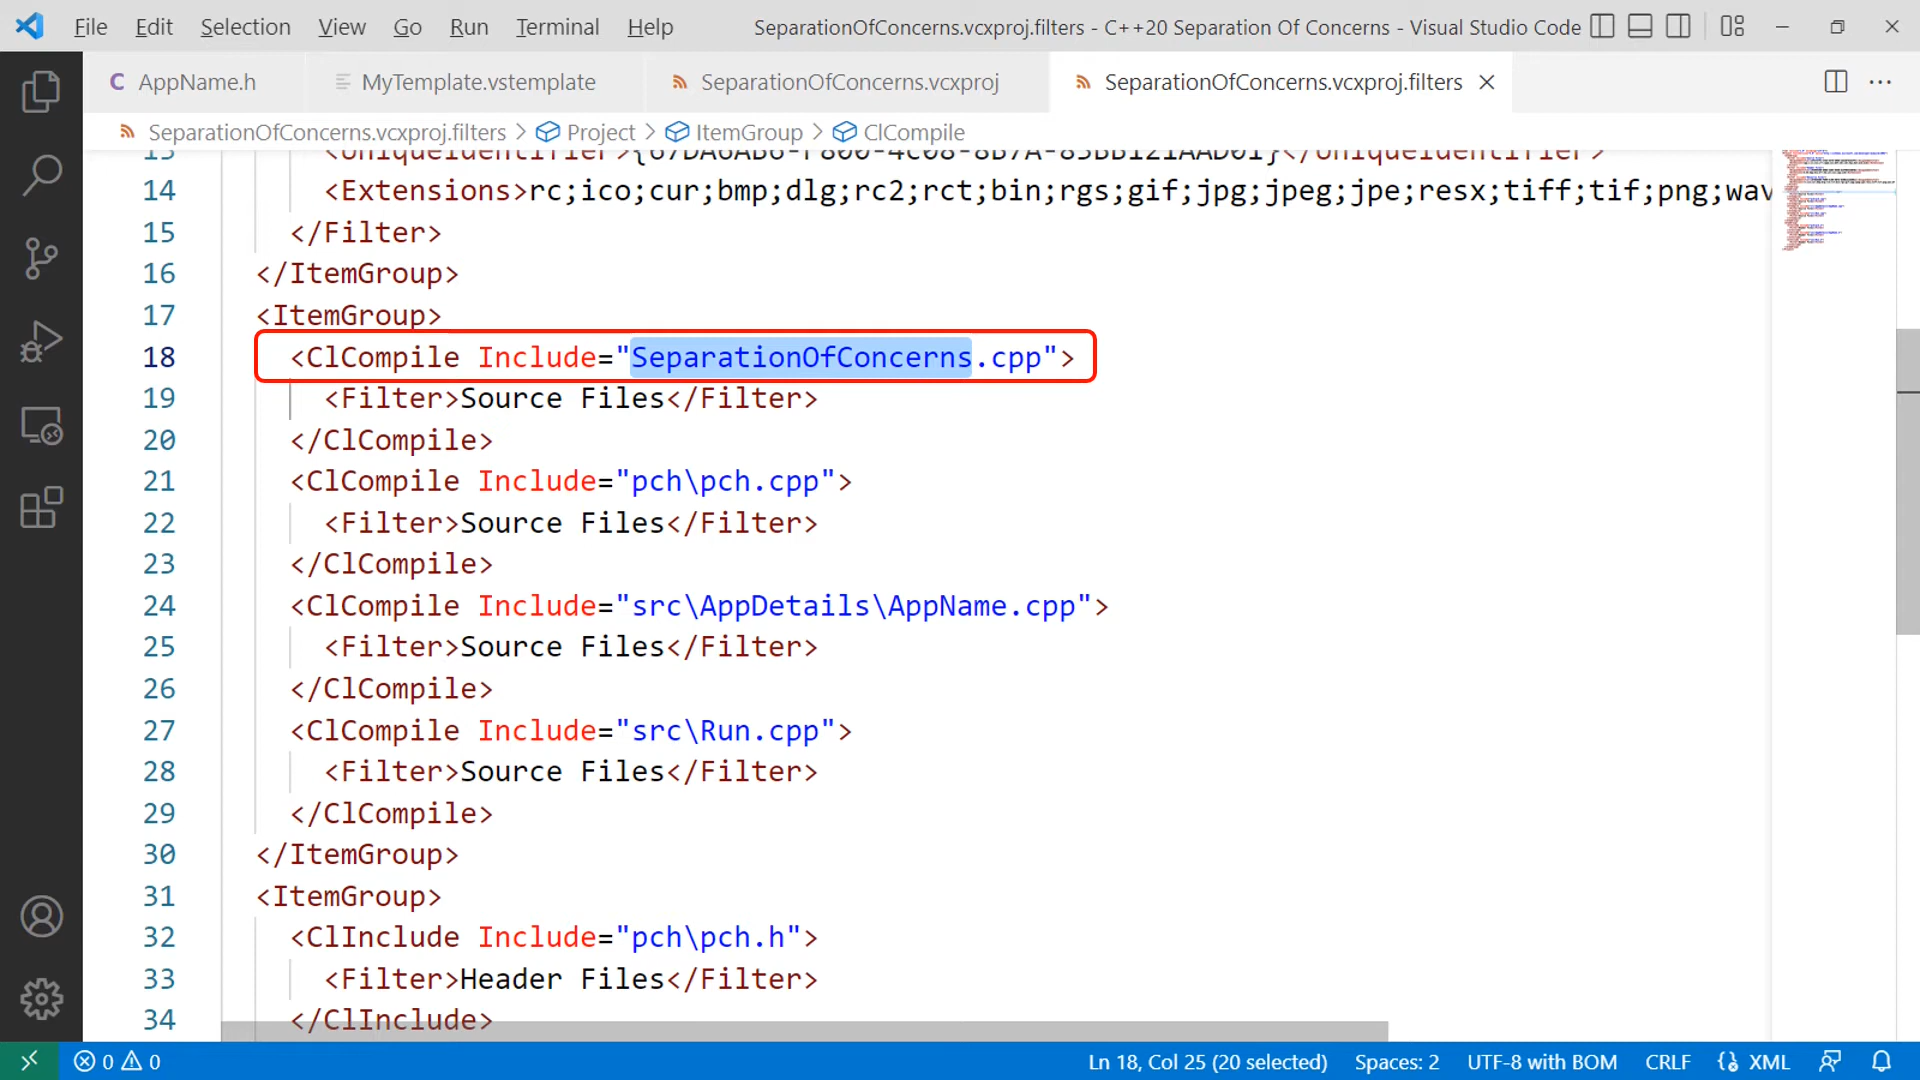 File Edit Selection View Go Run Terminal Help SeparationOfConcerns.vcxproj.filters - C++20 Separation Of Concerns - Visual Studio Code
C AppName.h MyTemplate.vstemplate SeparationOfConcerns.vcxproj SeparationOfConcerns.vcxproj.filters
SeparationOfConcerns.vcxproj.filters > Project > ItemGroup > ClCompile
14 <Extensions>rc;ico;cur;bmp;dlg;rc2;rct;bin;rgs;gif;jpg;jpeg;jpe;resx;tiff;tif;png;wav
15 </Filter>
16 </ItemGroup>
17 <ItemGroup>
18 <ClCompile Include="SeparationOfConcerns.cpp">
19 <Filter>Source Files</Filter>
20 </ClCompile>
21 <ClCompile Include="pch\pch.cpp">
22 <Filter>Source Files</Filter>
23 </ClCompile>
24 <ClCompile Include="src\AppDetails\AppName.cpp">
25 <Filter>Source Files</Filter>
26 </ClCompile>
27 <ClCompile Include="src\Run.cpp">
28 <Filter>Source Files</Filter>
29 </ClCompile>
30 </ItemGroup>
31 <ItemGroup>
32 <ClInclude Include="pch\pch.h">
33 <Filter>Header Files</Filter>
34 </ClInclude>
0 0 Ln 18, Col 25 (20 selected) Spaces: 2 UTF-8 with BOM CRLF XML